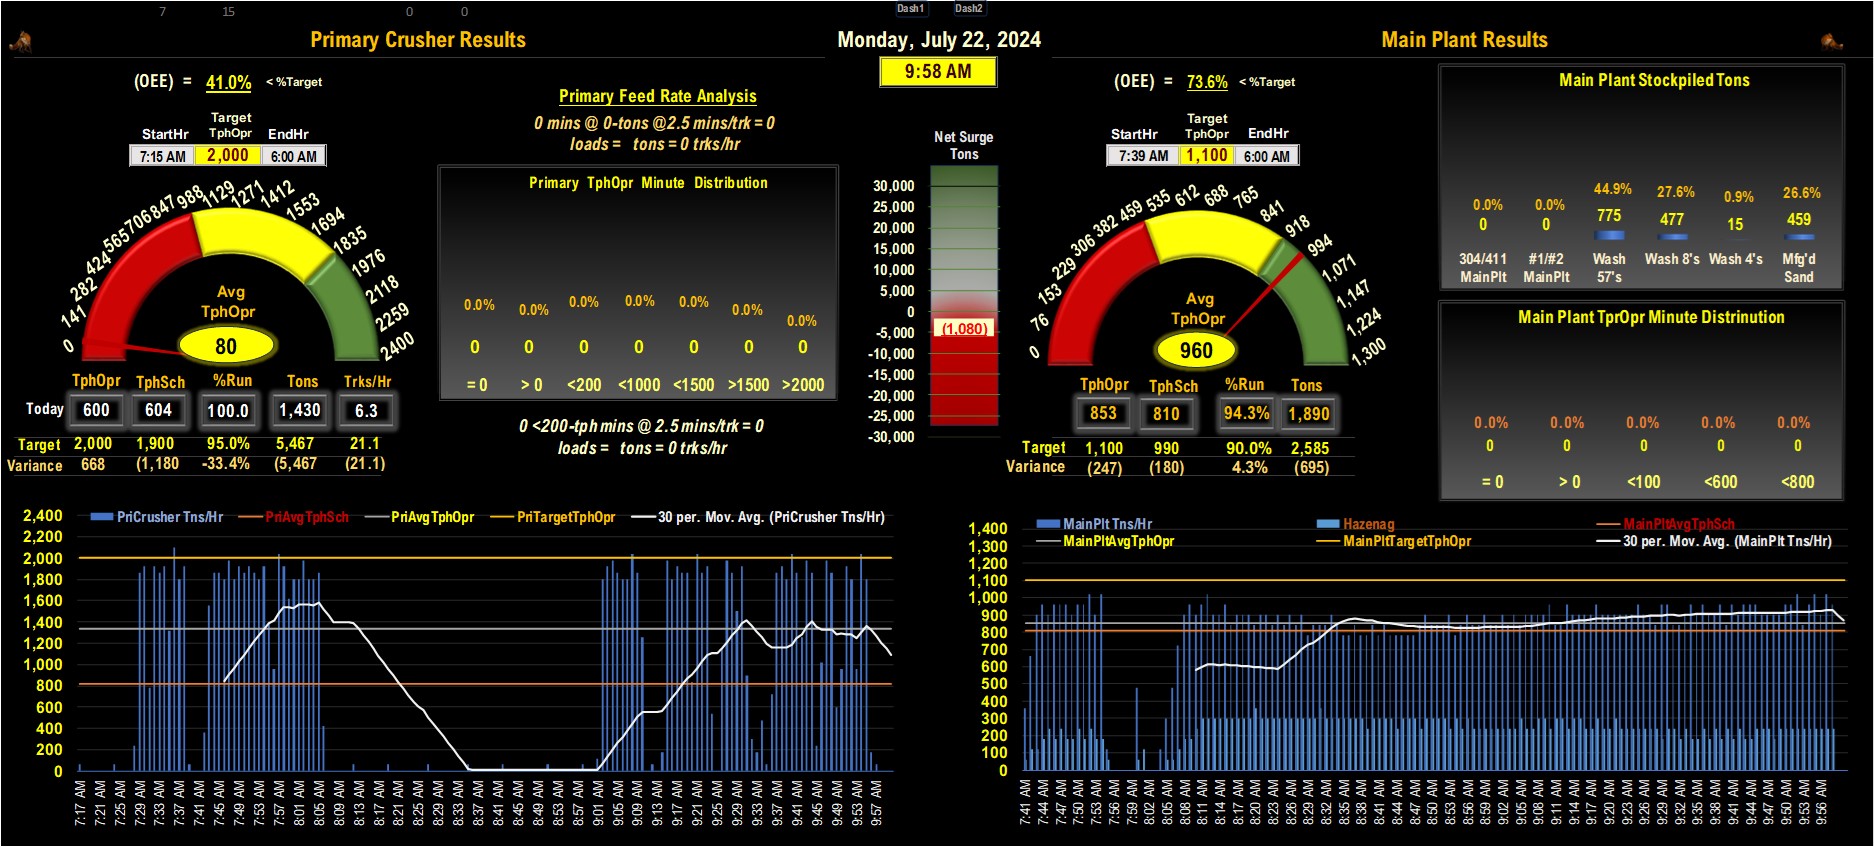 7 15 0 0 Dash1 Dash2
Primary Crusher Results
Monday, July 22, 2024
Main Plant Results
9:58 AM
(OEE) = 41.0% < %Target
Target
StartHr TphOpr EndHr
7:15 AM 2,000 6:00 AM
0 141 282 424 565 706 847 988 1129 1271 1412 1553 1694 1835 1976 2118 2259 2400
Avg
TphOpr
80
TphOpr TphSch %Run Tons Trks/Hr
Today 600 604 100.0 1,430 6.3
Target 2,000 1,900 95.0% 5,467 21.1
Variance 668 (1,180 -33.4% (5,467 (21.1)
Primary Feed Rate Analysis
0 mins @ 0-tons @2.5 mins/trk = 0
loads = tons = 0 trks/hr
Primary TphOpr Minute Distribution
0.0% 0.0% 0.0% 0.0% 0.0% 0.0% 0.0%
0 0 0 0 0 0 0
= 0 > 0 <200 <1000 <1500 >1500 >2000
0 <200-tph mins @ 2.5 mins/trk = 0
loads = tons = 0 trks/hr
Net Surge
Tons
30,000
25,000
20,000
15,000
10,000
5,000
0
-5,000
-10,000
-15,000
-20,000
-25,000
-30,000
(1,080)
(OEE) = 73.6% < %Target
Target
StartHr TphOpr EndHr
7:39 AM 1,100 6:00 AM
0 76 153 229 306 382 459 535 612 688 765 841 918 994 1,071 1,147 1,224 1,300
Avg
TphOpr
960
TphOpr TphSch %Run Tons
853 810 94.3% 1,890
Target 1,100 990 90.0% 2,585
Variance (247) (180) 4.3% (695)
Main Plant Stockpiled Tons
0.0% 0.0% 44.9% 27.6% 0.9% 26.6%
0 0 775 477 15 459
304/411 #1/#2 Wash Wash 8's Wash 4's Mfg'd
MainPlt MainPlt 57's Sand
Main Plant TprOpr Minute Distrinution
0.0% 0.0% 0.0% 0.0% 0.0%
0 0 0 0 0
= 0 > 0 <100 <600 <800
PriCrusher Tns/Hr PriAvgTphSch PriAvgTphOpr PriTargetTphOpr 30 per. Mov. Avg. (PriCrusher Tns/Hr)
2,400
2,200
2,000
1,800
1,600
1,400
1,200
1,000
800
600
400
200
0
7:17 AM 7:21 AM 7:25 AM 7:29 AM 7:33 AM 7:37 AM 7:41 AM 7:45 AM 7:49 AM 7:53 AM 7:57 AM 8:01 AM 8:05 AM 8:09 AM 8:13 AM 8:17 AM 8:21 AM 8:25 AM 8:29 AM 8:33 AM 8:37 AM 8:41 AM 8:45 AM 8:49 AM 8:53 AM 8:57 AM 9:01 AM 9:05 AM 9:09 AM 9:13 AM 9:17 AM 9:21 AM 9:25 AM 9:29 AM 9:33 AM 9:37 AM 9:41 AM 9:45 AM 9:49 AM 9:53 AM 9:57 AM
MainPlt Tns/Hr Hazenag MainPltAvgTphSch
MainPltAvgTphOpr MainPltTargetTphOpr 30 per. Mov. Avg. (MainPlt Tns/Hr)
1,400
1,300
1,200
1,100
1,000
900
800
700
600
500
400
300
200
100
0
7:41 AM 7:44 AM 7:47 AM 7:50 AM 7:53 AM 7:56 AM 7:59 AM 8:02 AM 8:05 AM 8:08 AM 8:11 AM 8:14 AM 8:17 AM 8:20 AM 8:23 AM 8:26 AM 8:29 AM 8:32 AM 8:35 AM 8:38 AM 8:41 AM 8:44 AM 8:47 AM 8:50 AM 8:53 AM 8:56 AM 8:59 AM 9:02 AM 9:05 AM 9:08 AM 9:11 AM 9:14 AM 9:17 AM 9:20 AM 9:23 AM 9:26 AM 9:29 AM 9:32 AM 9:35 AM 9:38 AM 9:41 AM 9:44 AM 9:47 AM 9:50 AM 9:53 AM 9:56 AM